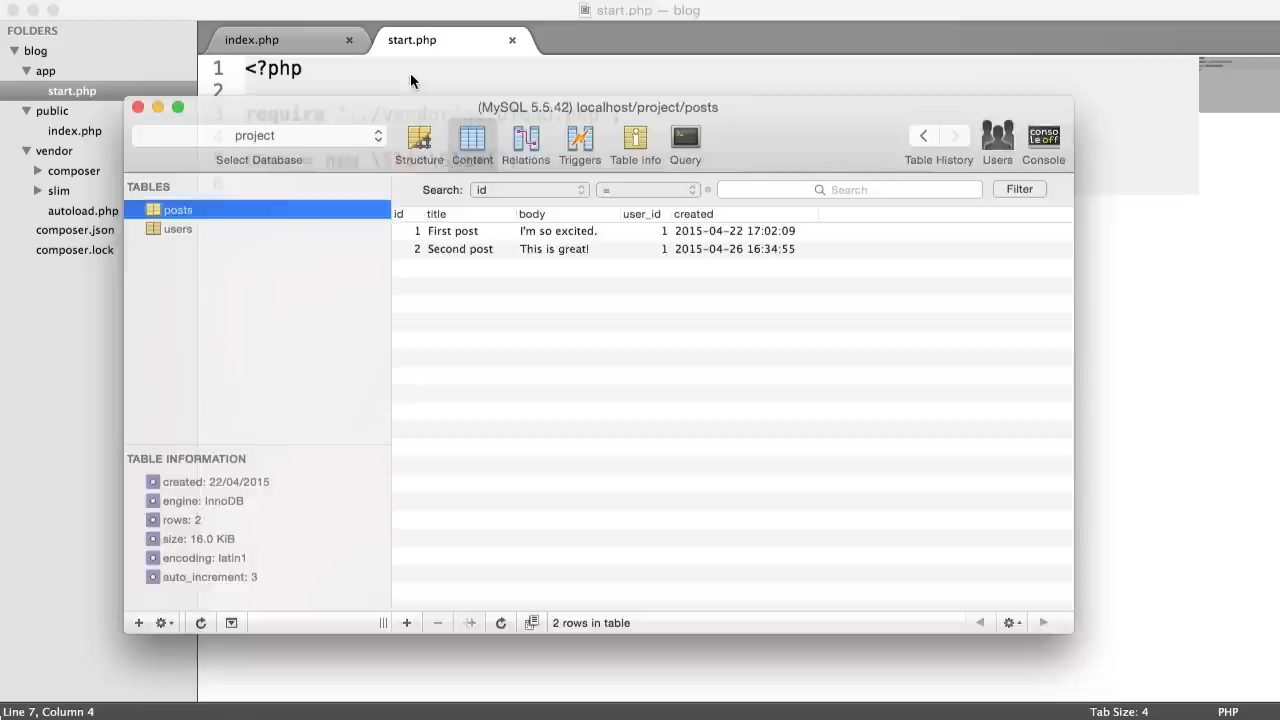 start.php — blog
FOLDERS
blog
app
start.php
public
index.php
vendor
composer
slim
autoload.php
composer.json
composer.lock
index.php
start.php
1 <?php
2
(MySQL 5.5.42) localhost/project/posts
project
Select Database
Structure Content Relations Triggers Table Info Query
Table History Users Console
conso
le off
TABLES
posts
users
Search: id = Search... Filter
id title body user_id created
1 First post I'm so excited. 1 2015-04-22 17:02:09
2 Second post This is great! 1 2015-04-26 16:34:55
TABLE INFORMATION
created: 22/04/2015
engine: InnoDB
rows: 2
size: 16.0 KiB
encoding: latin1
auto_increment: 3
2 rows in table
Line 7, Column 4
Tab Size: 4
PHP